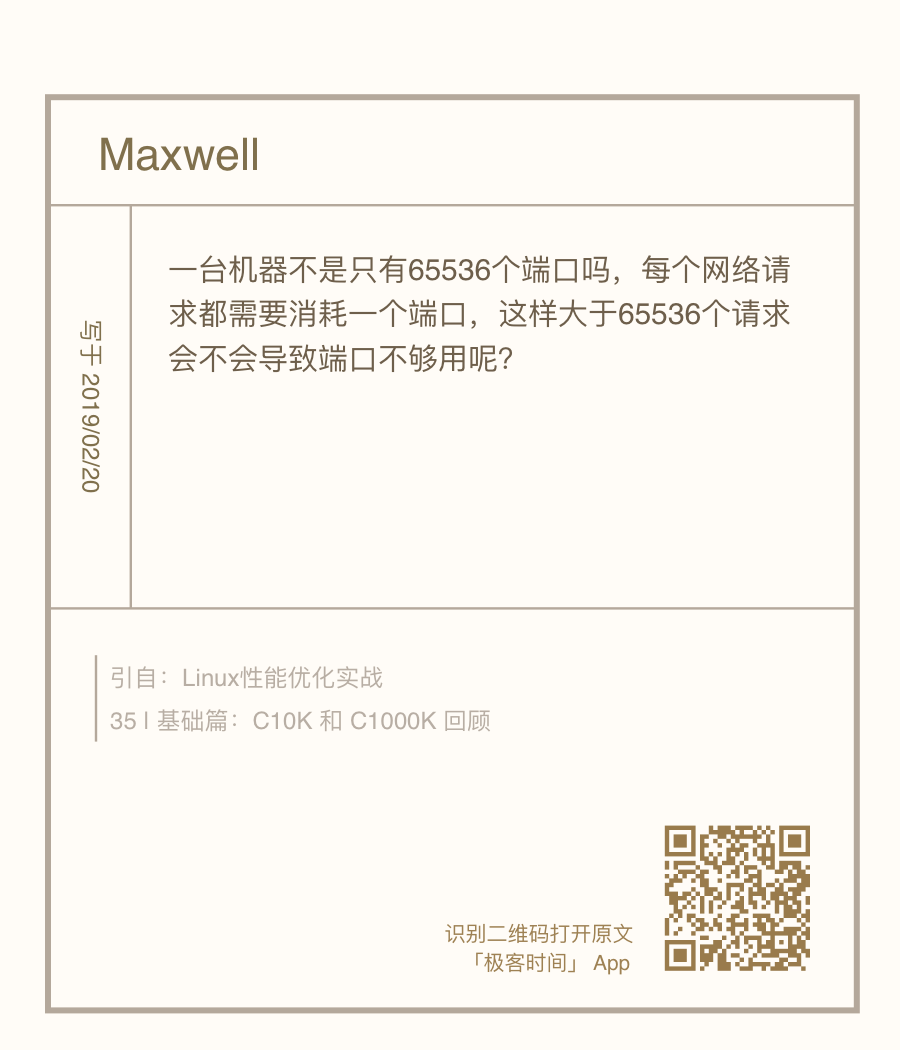 Maxwell
写于 2019/02/20
一台机器不是只有65536个端口吗，每个网络请
求都需要消耗一个端口，这样大于65536个请求
会不会导致端口不够用呢？
引自：Linux性能优化实战
35 | 基础篇：C10K 和 C1000K 回顾
识别二维码打开原文
「极客时间」 App